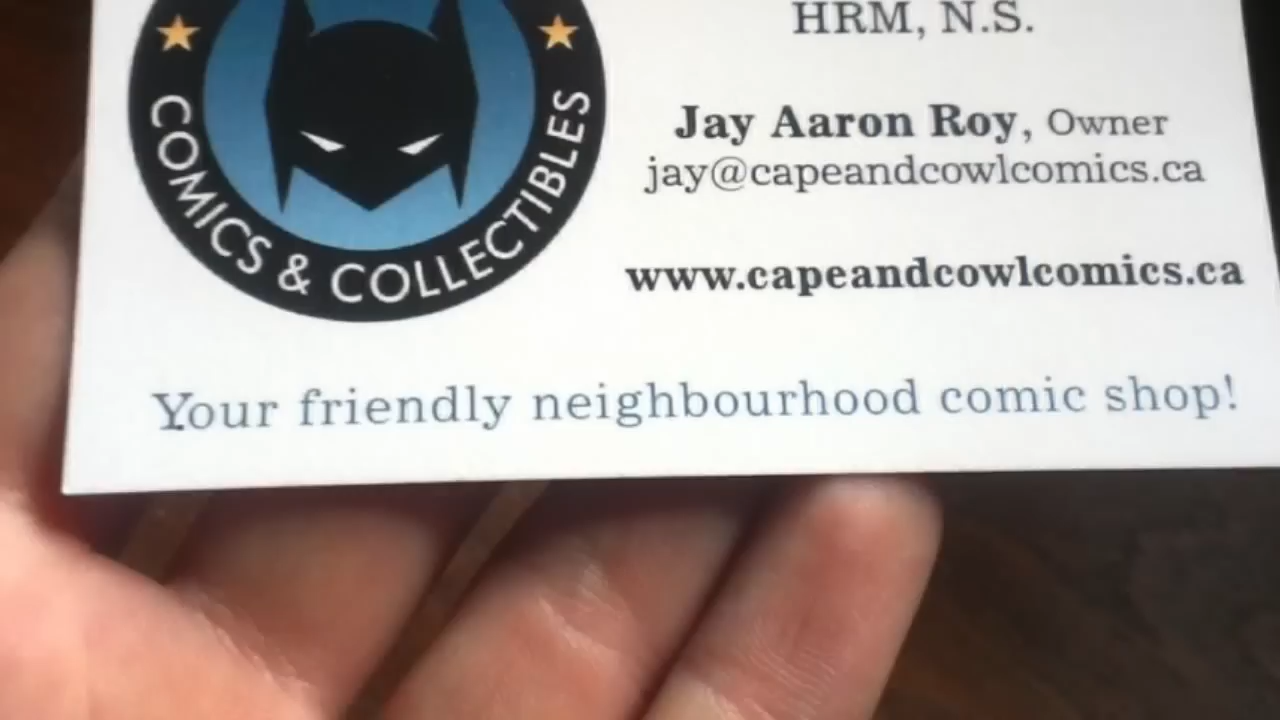 HRM, N.S.
Jay Aaron Roy, Owner
jay@capeandcowlcomics.ca
www.capeandcowlcomics.ca
COMICS & COLLECTIBLES
Your friendly neighbourhood comic shop!